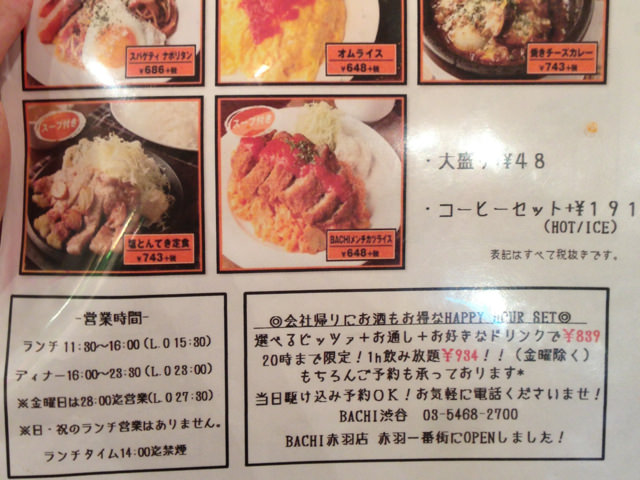 スパゲティ ナポリタン
¥686+税
オムライス
¥648+税
焼きチーズカレー
¥743+税
スープ付き
塩とんてき定食
¥743+税
スープ付き
BACHIメンチカツライス
¥648+税
・大盛り+¥48
・コーヒーセット+¥191
(HOT/ICE)
表記はすべて税抜きです。
-営業時間-
ランチ 11:30～16:00 (L.O 15:30)
ディナー 16:00～23:30 (L.O 23:00)
※金曜日は28:00迄営業(L.O 27:30)
※日・祝のランチ営業はありません。
ランチタイム14:00迄禁煙
◎会社帰りにお酒もお得なHAPPY HOUR SET◎
選べるピッツァ+お通し+お好きなドリンクで¥839
20時まで限定！1h飲み放題¥934！！(金曜除く)
もちろんご予約も承っております*
当日駆け込み予約OK！お気軽に電話くださいませ！
BACHI渋谷 03-5468-2700
BACHI赤羽店 赤羽一番街にOPENしました！